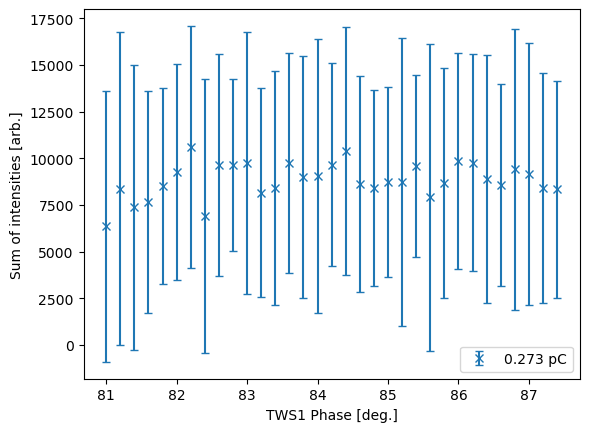 17500
15000
12500
10000
7500
5000
2500
0
Sum of intensities [arb.]
0.273 pC
81 82 83 84 85 86 87
TWS1 Phase [deg.]